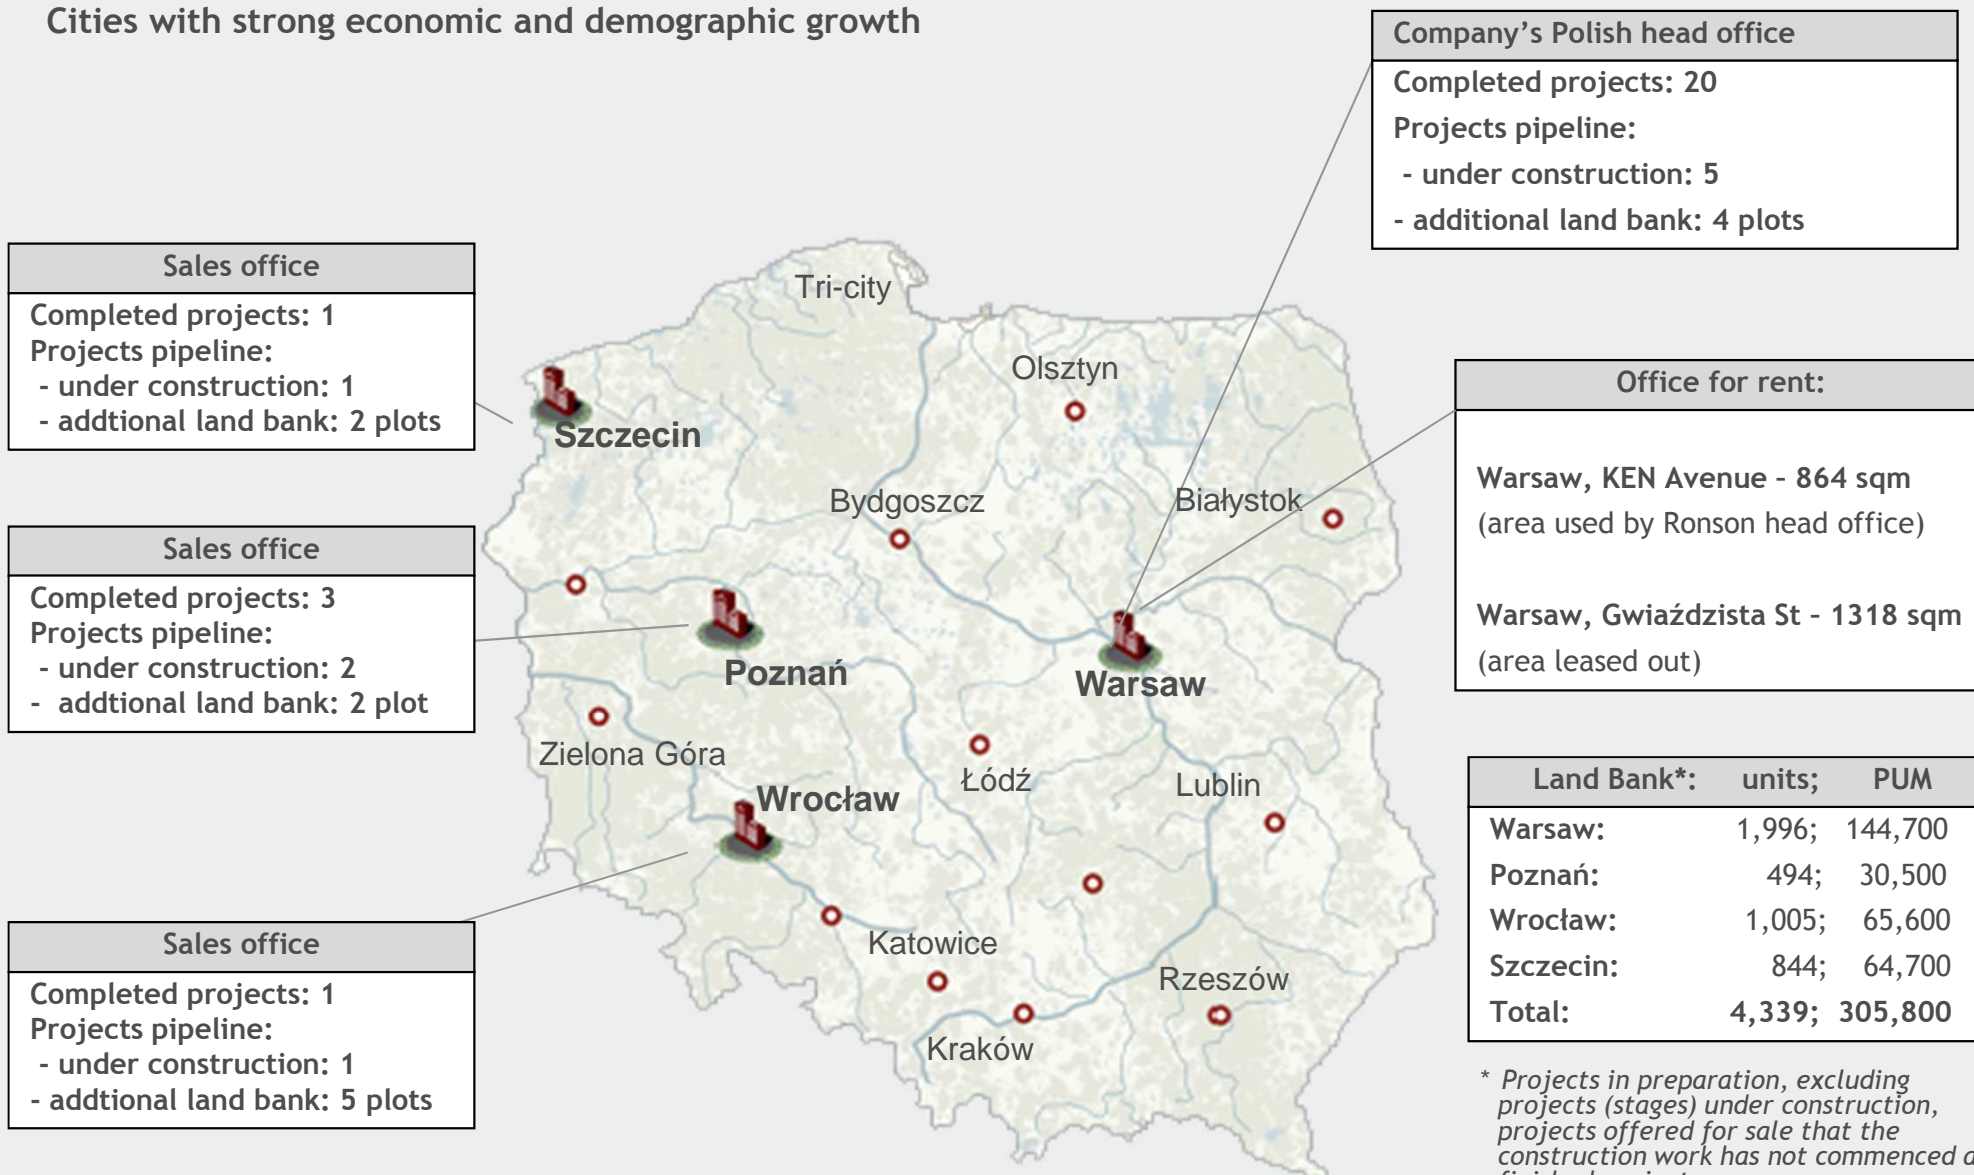 Cities with strong economic and demographic growth
Company's Polish head office
Completed projects: 20
Projects pipeline:
- under construction: 5
- additional land bank: 4 plots
Sales office
Completed projects: 1
Projects pipeline:
- under construction: 1
- addtional land bank: 2 plots
Sales office
Completed projects: 3
Projects pipeline:
- under construction: 2
- addtional land bank: 2 plot
Sales office
Completed projects: 1
Projects pipeline:
- under construction: 1
- addtional land bank: 5 plots
Tri-city
Olsztyn
Szczecin
Bydgoszcz
Białystok
Poznań
Warsaw
Zielona Góra
Łódź
Lublin
Wrocław
Katowice
Rzeszów
Kraków
Office for rent:
Warsaw, KEN Avenue – 864 sqm
(area used by Ronson head office)
Warsaw, Gwiaździsta St – 1318 sqm
(area leased out)
Land Bank*: units; PUM
Warsaw: 1,996; 144,700
Poznań: 494; 30,500
Wrocław: 1,005; 65,600
Szczecin: 844; 64,700
Total: 4,339; 305,800
* Projects in preparation, excluding
projects (stages) under construction,
projects offered for sale that the
construction work has not commenced